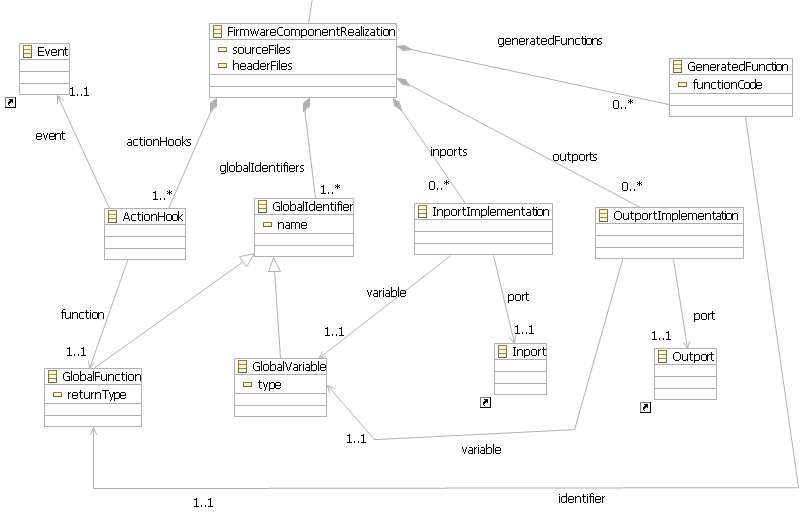 FirmwareComponentRealization
sourceFiles
headerFiles
generatedFunctions
Event
GeneratedFunction
functionCode
1..1
0..*
event
actionHooks
globalIdentifiers
inports
outports
1..*
1..*
0..*
0..*
ActionHook
GlobalIdentifier
name
InportImplementation
OutportImplementation
variable
port
function
port
1..1
1..1
1..1
1..1
GlobalFunction
returnType
GlobalVariable
type
Inport
Outport
1..1
variable
1..1
identifier